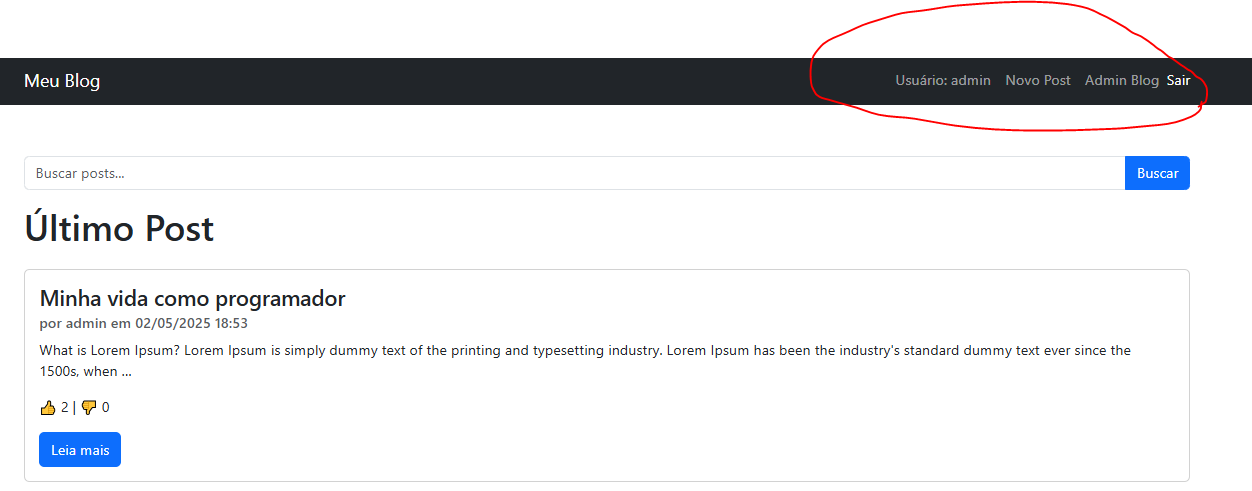 Meu Blog Usuário: admin Novo Post Admin Blog Sair
Buscar posts... Buscar
Último Post
Minha vida como programador
por admin em 02/05/2025 18:53
What is Lorem Ipsum? Lorem Ipsum is simply dummy text of the printing and typesetting industry. Lorem Ipsum has been the industry's standard dummy text ever since the
1500s, when ...
👍 2 | 👎 0
Leia mais